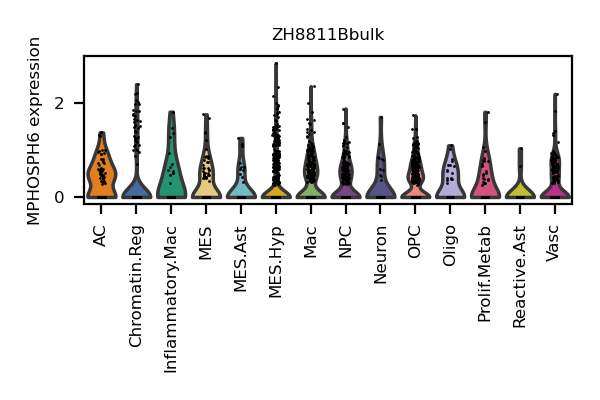 ZH8811Bbulk
MPHOSPH6 expression
2
0
AC
Chromatin.Reg
Inflammatory.Mac
MES
MES.Ast
MES.Hyp
Mac
NPC
Neuron
OPC
Oligo
Prolif.Metab
Reactive.Ast
Vasc